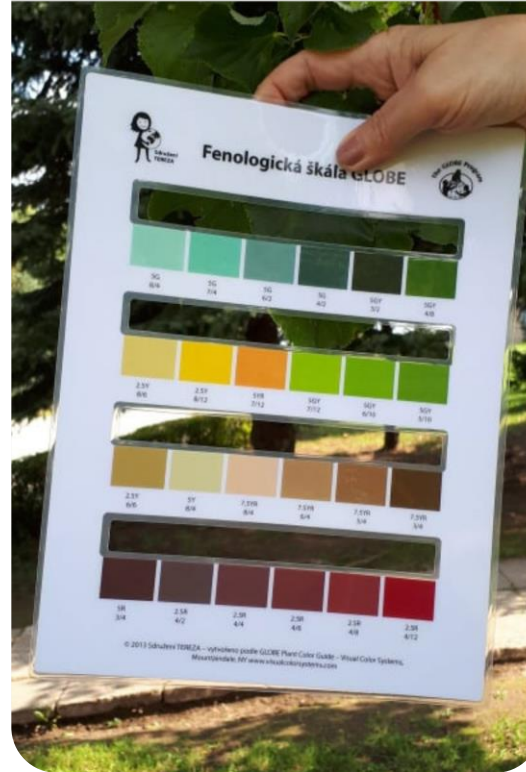 Sdružení
TEREZA
Fenologická škála GLOBE
The GLOBE Program
5G 5G 5G 5G 5GY 5GY
8/4 7/4 6/2 4/2 3/2 4/8
2.5Y 2.5Y 5YR 5GY 5GY 5GY
8/6 8/12 7/12 7/12 6/10 5/10
2.5Y 5Y 7.5YR 7.5YR 7.5YR 7.5YR
6/6 8/4 8/4 6/4 5/4 3/4
5R 2.5R 2.5R 2.5R 2.5R 2.5R
3/4 4/2 4/4 4/6 4/8 4/12
© 2013 Sdružení TEREZA – vytvořeno podle GLOBE Plant Color Guide – Visual Color Systems,
NY www.visualcolorsystems.com